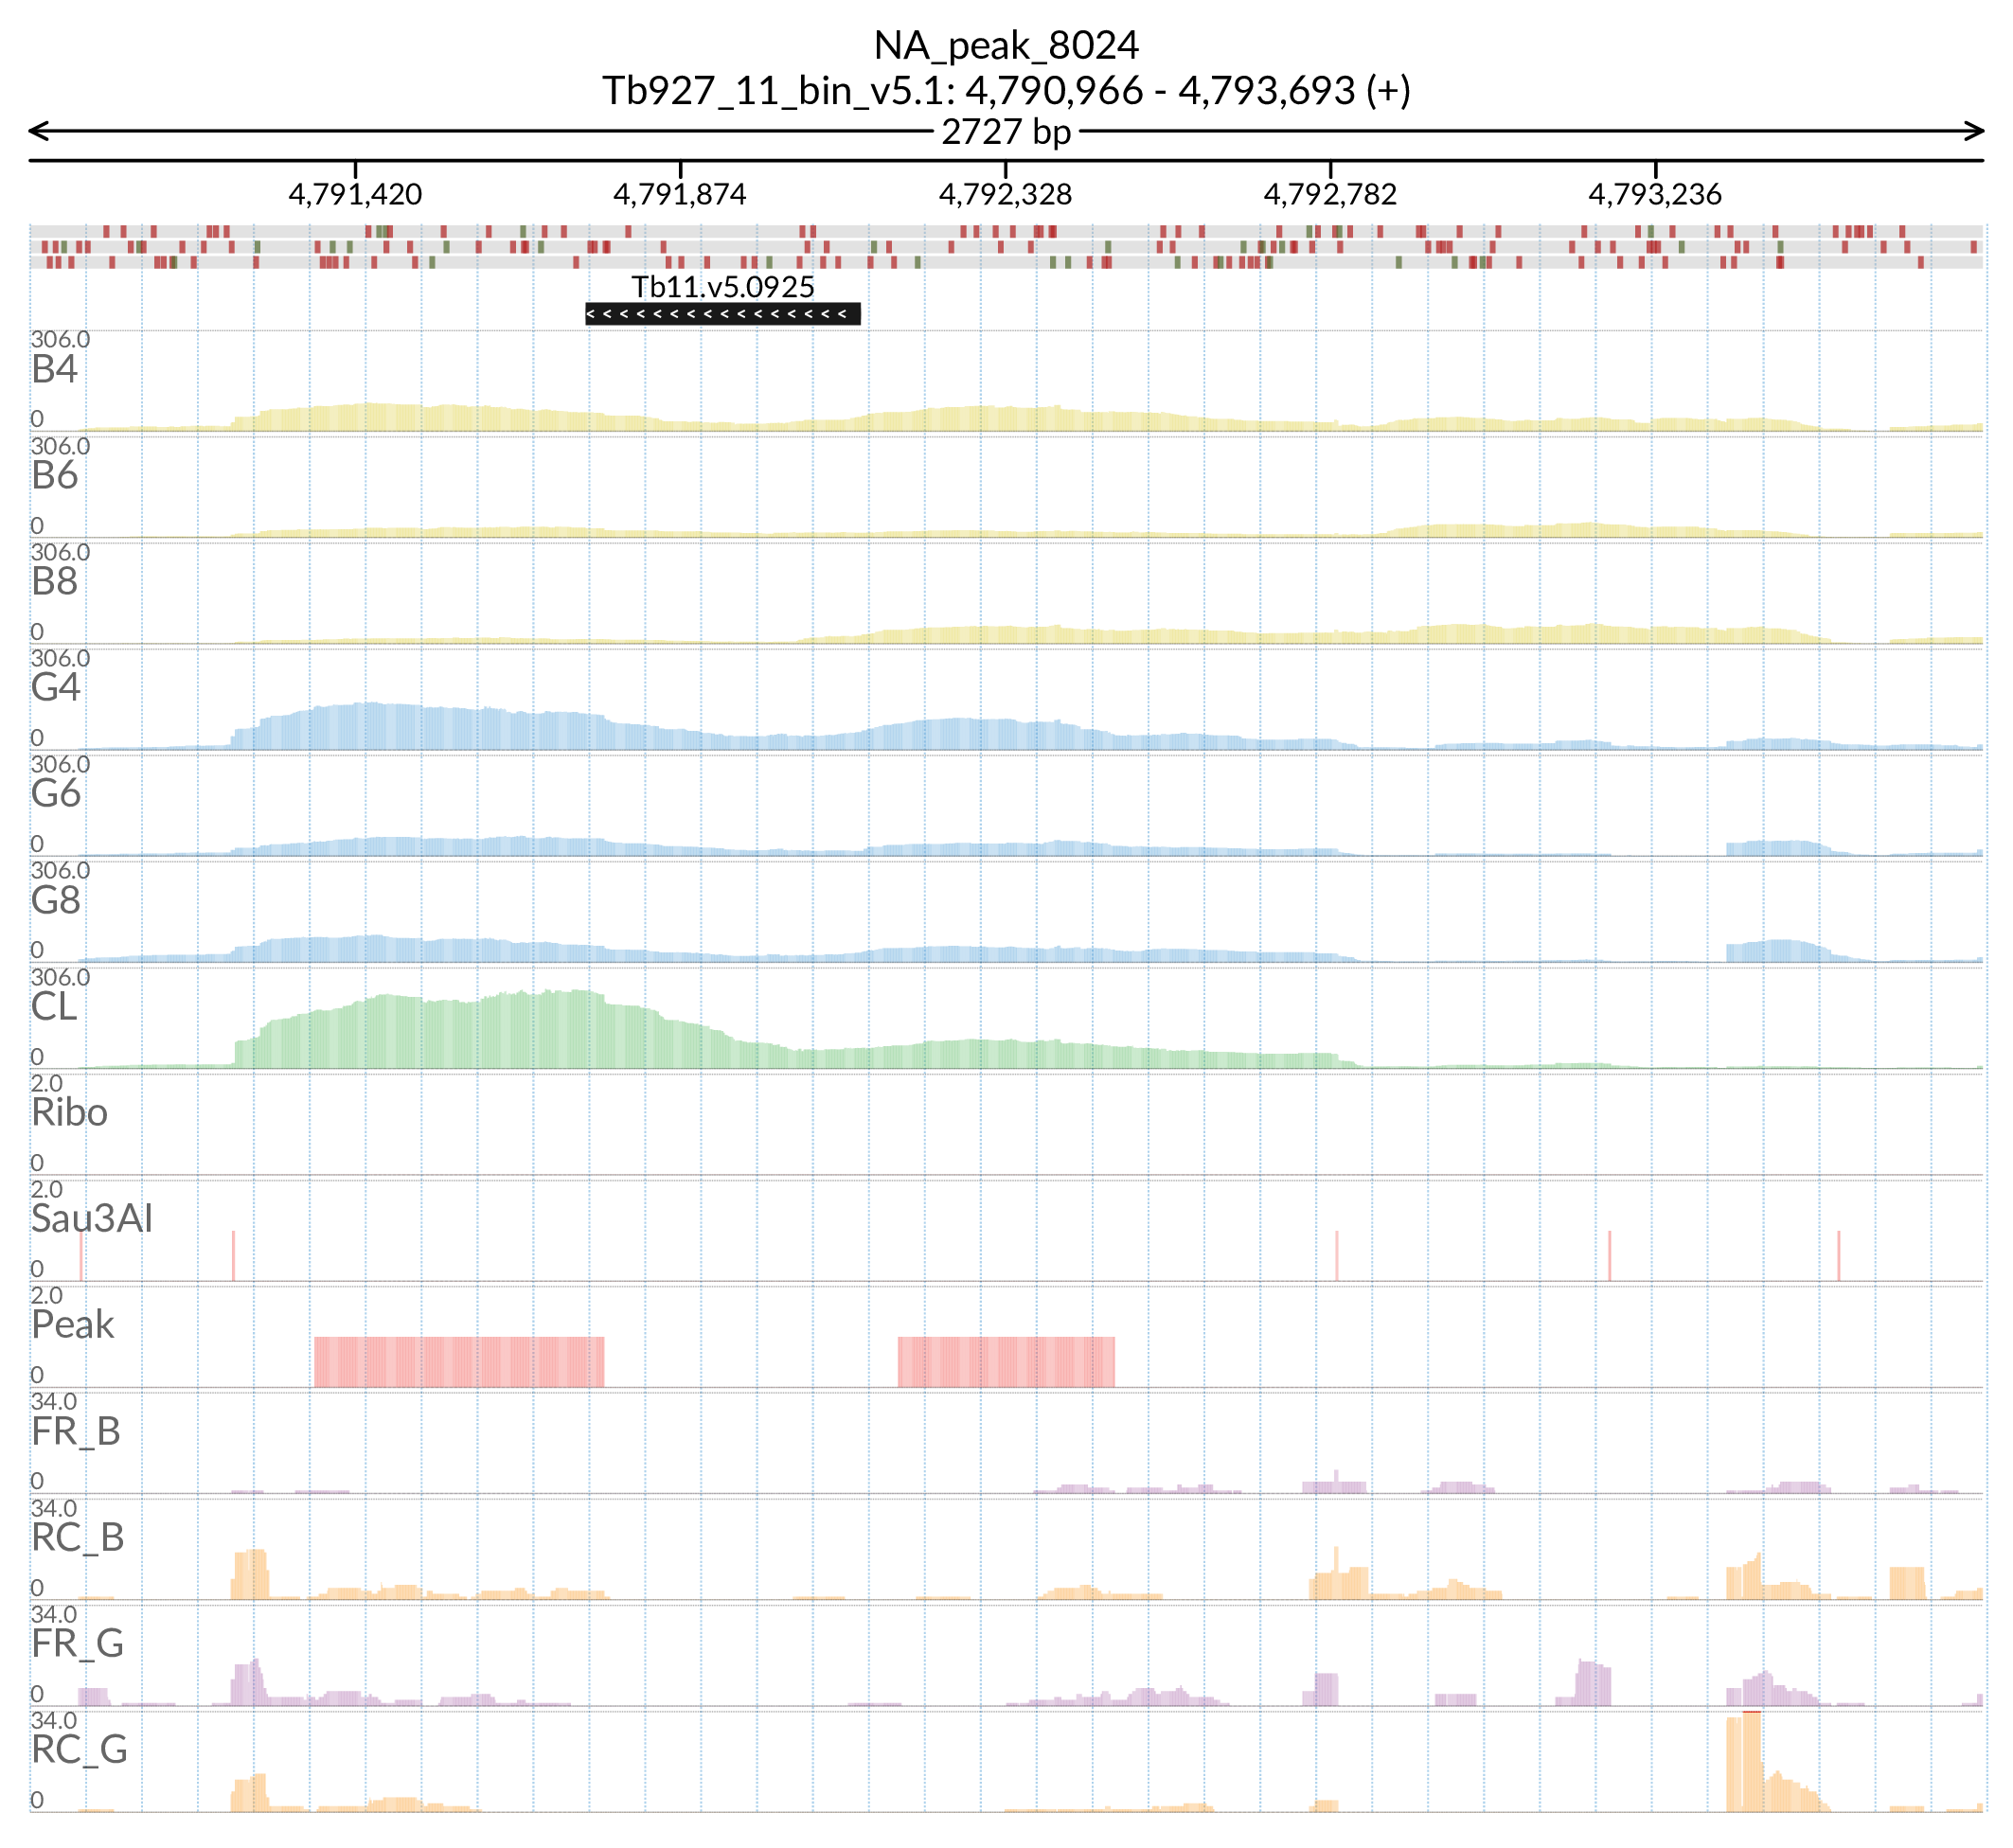 NA_peak_8024
Tb927_11_bin_v5.1: 4,790,966 - 4,793,693 (+)
2727 bp
4,791,420 4,791,874 4,792,328 4,792,782 4,793,236
Tb11.v5.0925
306.0
B4
0
306.0
B6
0
306.0
B8
0
306.0
G4
0
306.0
G6
0
306.0
G8
0
306.0
CL
0
2.0
Ribo
0
2.0
Sau3AI
0
2.0
Peak
0
34.0
FR_B
0
34.0
RC_B
0
34.0
FR_G
0
34.0
RC_G
0